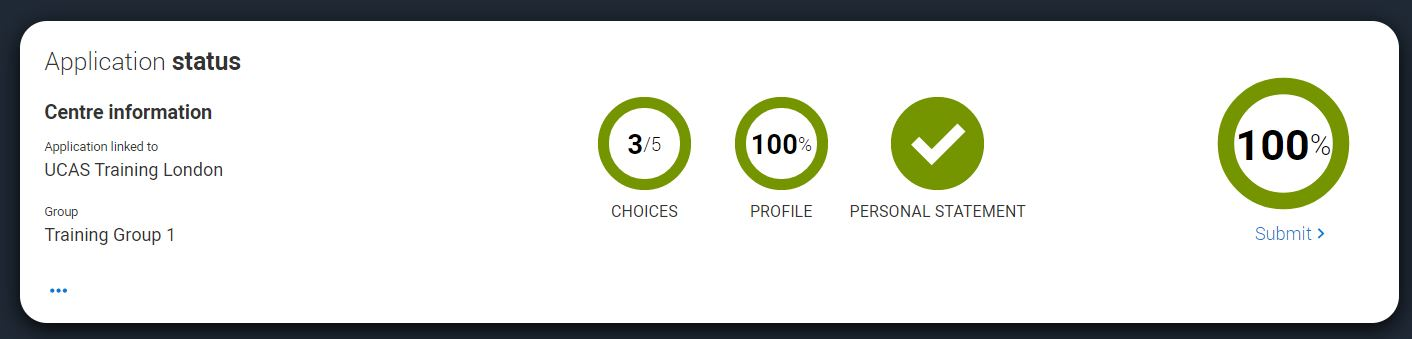 Application status
Centre information
Application linked to
UCAS Training London
Group
Training Group 1
3/5
CHOICES
100%
PROFILE
PERSONAL STATEMENT
100%
Submit